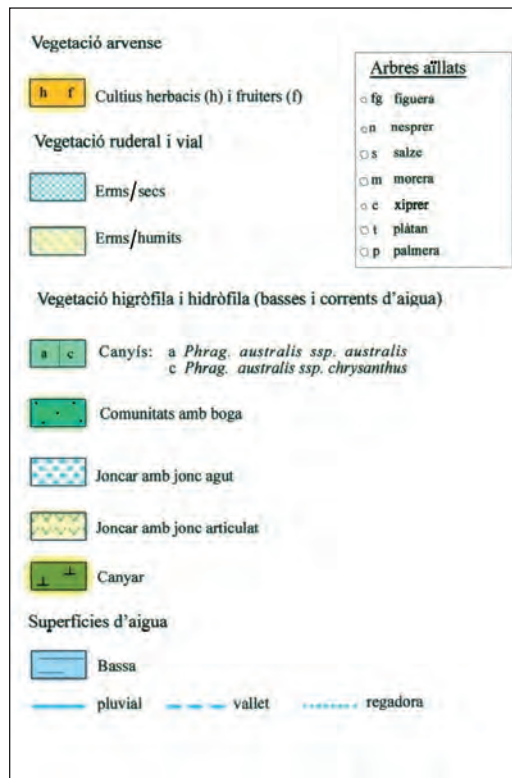 Vegetació arvense
h f Cultius herbacis (h) i fruiters (f)
Vegetació ruderal i vial
Erms/secs
Erms/humits
Arbres aïllats
fg figuera
n nesprer
s salze
m morera
c xiprer
t plàtan
p palmera
Vegetació higròfila i hidròfila (basses i corrents d'aigua)
a c Canyís: a Phrag. australis ssp. australis
c Phrag. australis ssp. chrysanthus
Comunitats amb boga
Joncar amb jonc agut
Joncar amb jonc articulat
Canyar
Superfícies d'aigua
Bassa
pluvial vallet regadora